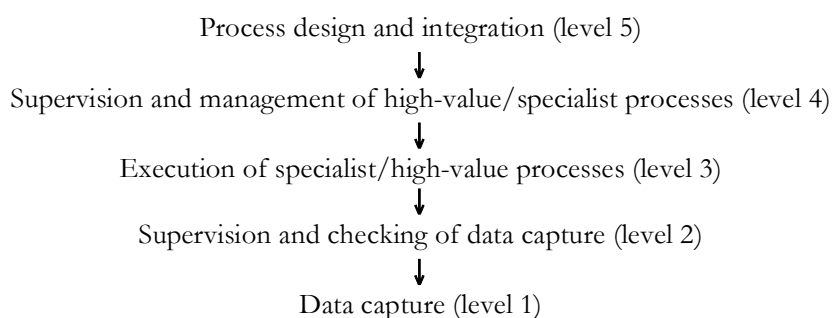 Process design and integration (level 5)
Supervision and management of high-value/specialist processes (level 4)
Execution of specialist/high-value processes (level 3)
Supervision and checking of data capture (level 2)
Data capture (level 1)